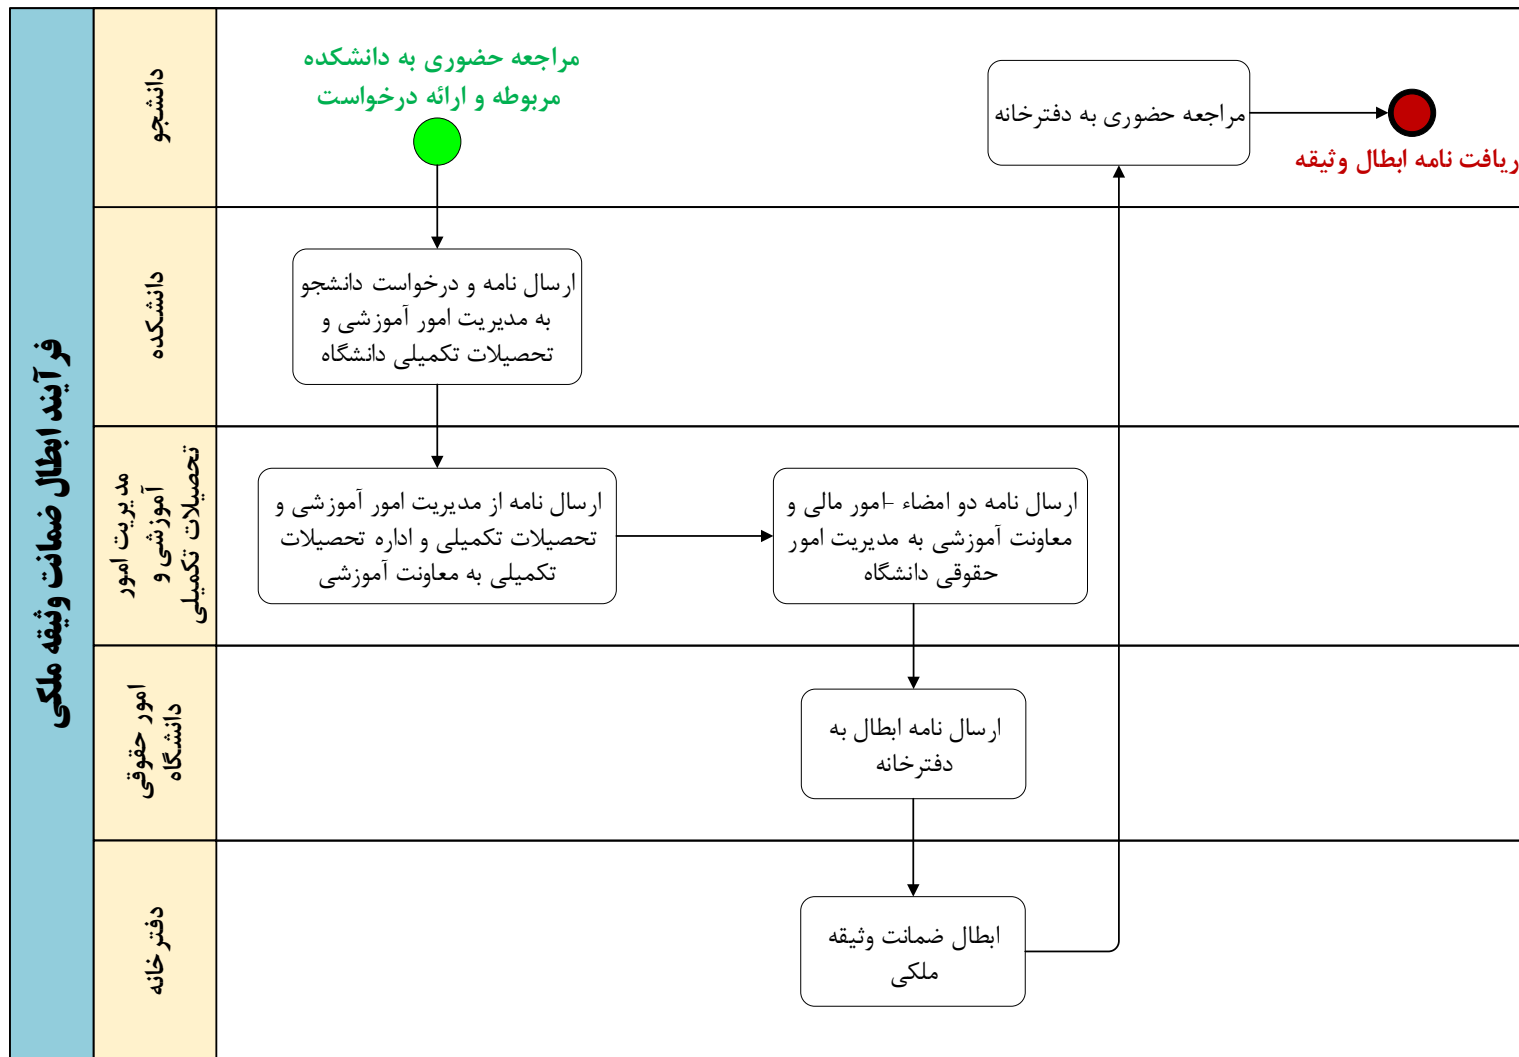 فرآیند ابطال ضمانت وثیقه ملکی
دانشجو
مراجعه حضوری به دانشکده
مربوطه و ارائه درخواست
مراجعه حضوری به دفترخانه
ریافت نامه ابطال وثیقه
دانشکده
ارسال نامه و درخواست دانشجو
به مدیریت امور آموزشی و
تحصیلات تکمیلی دانشگاه
مدیریت امور
آموزشی و
تحصیلات تکمیلی
ارسال نامه از مدیریت امور آموزشی و
تحصیلات تکمیلی و اداره تحصیلات
تکمیلی به معاونت آموزشی
ارسال نامه دو امضاء -امور مالی و
معاونت آموزشی به مدیریت امور
حقوقی دانشگاه
امور حقوقی
دانشگاه
ارسال نامه ابطال به
دفترخانه
دفترخانه
ابطال ضمانت وثیقه
ملکی